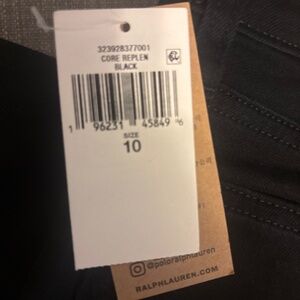 323928377001
CORE REPLEN
BLACK
1 96231 45849 6
SIZE
10
@poloralphlauren
RALPHLAUREN.COM